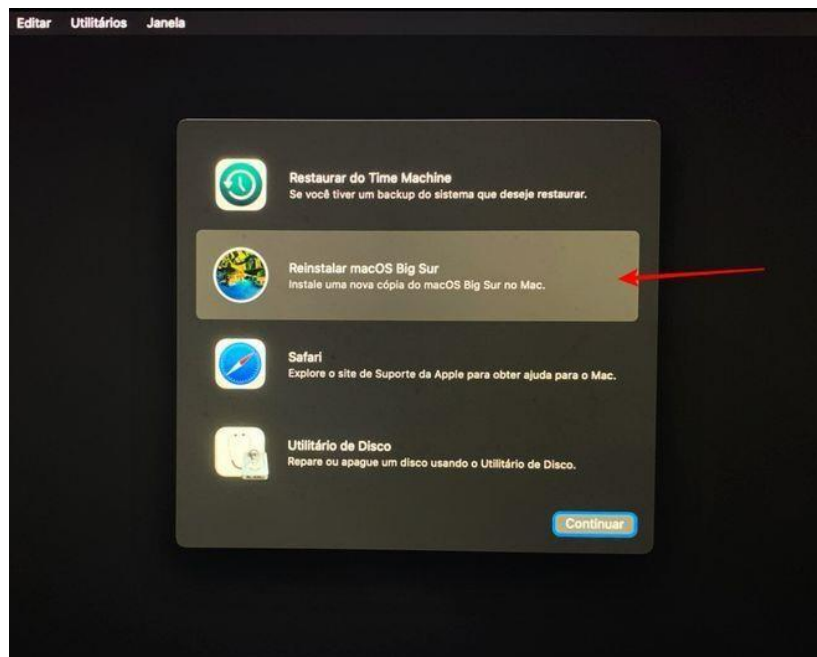 Editar Utilitários Janela
Restaurar do Time Machine
Se você tiver um backup do sistema que deseje restaurar.
Reinstalar macOS Big Sur
Instale uma nova cópia do macOS Big Sur no Mac.
Safari
Explore o site de Suporte da Apple para obter ajuda para o Mac.
Utilitário de Disco
Repare ou apague um disco usando o Utilitário de Disco.
Continuar